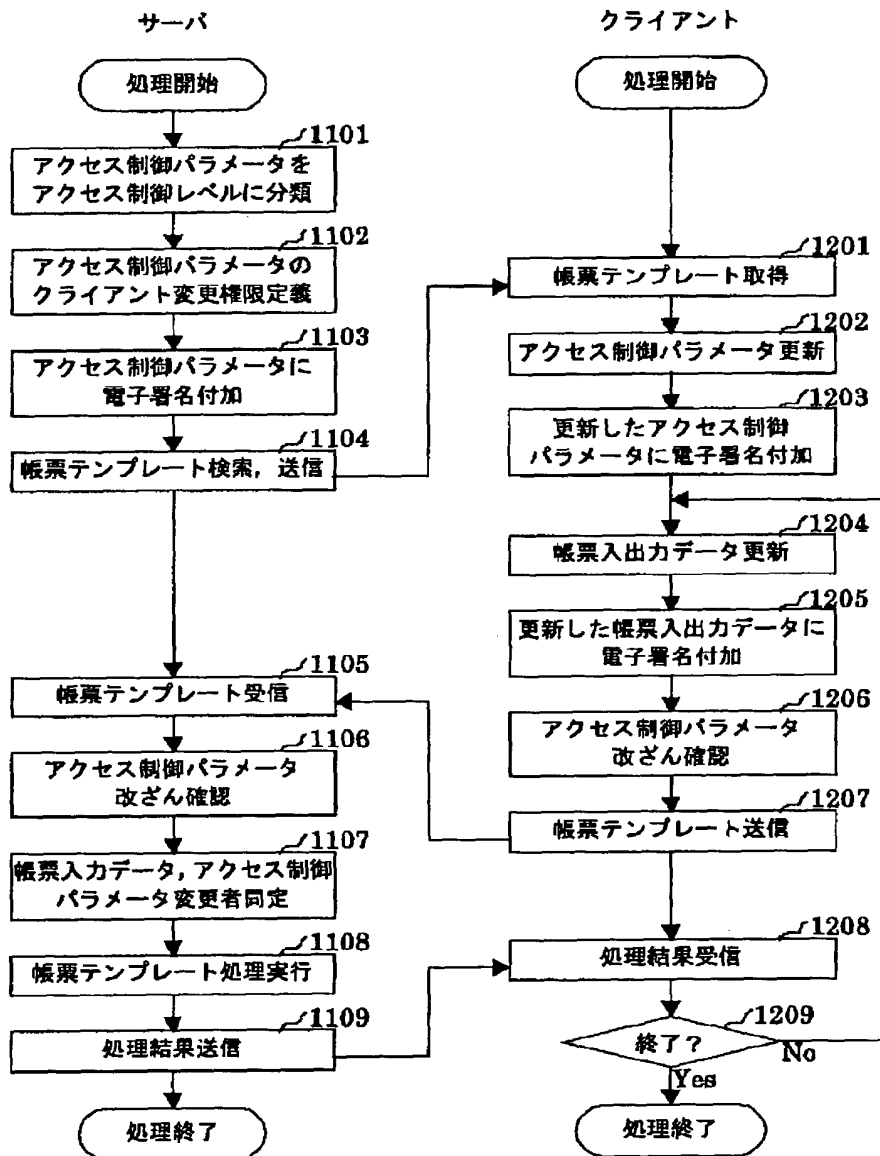 サーバ
処理開始
1101
アクセス制御パラメータを
アクセス制御レベルに分類
1102
アクセス制御パラメータの
クライアント変更権限定義
1103
アクセス制御パラメータに
電子署名付加
1104
帳票テンプレート検索，送信
1105
帳票テンプレート受信
1106
アクセス制御パラメータ
改ざん確認
1107
帳票入力データ，アクセス制御
パラメータ変更者同定
1108
帳票テンプレート処理実行
1109
処理結果送信
処理終了
クライアント
処理開始
1201
帳票テンプレート取得
1202
アクセス制御パラメータ更新
1203
更新したアクセス制御
パラメータに電子署名付加
1204
帳票入出力データ更新
1205
更新した帳票入出力データに
電子署名付加
1206
アクセス制御パラメータ
改ざん確認
1207
帳票テンプレート送信
1208
処理結果受信
1209
終了？
No
Yes
処理終了